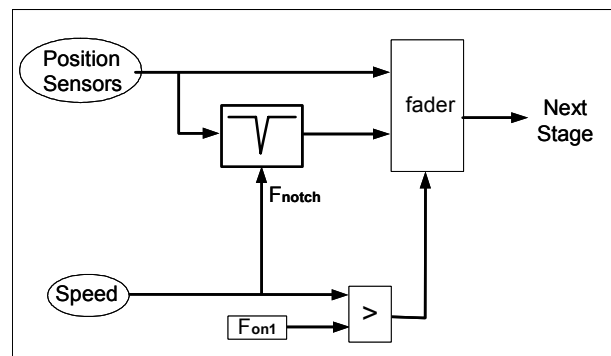 Position
Sensors
fader
Next
Stage
Fnotch
Speed
Fon1
>